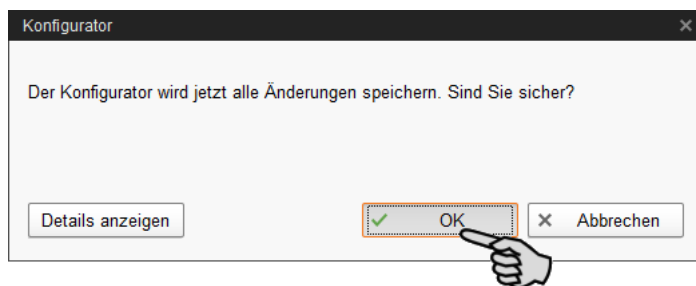 Konfigurator
Der Konfigurator wird jetzt alle Änderungen speichern. Sind Sie sicher?
Details anzeigen
OK
Abbrechen